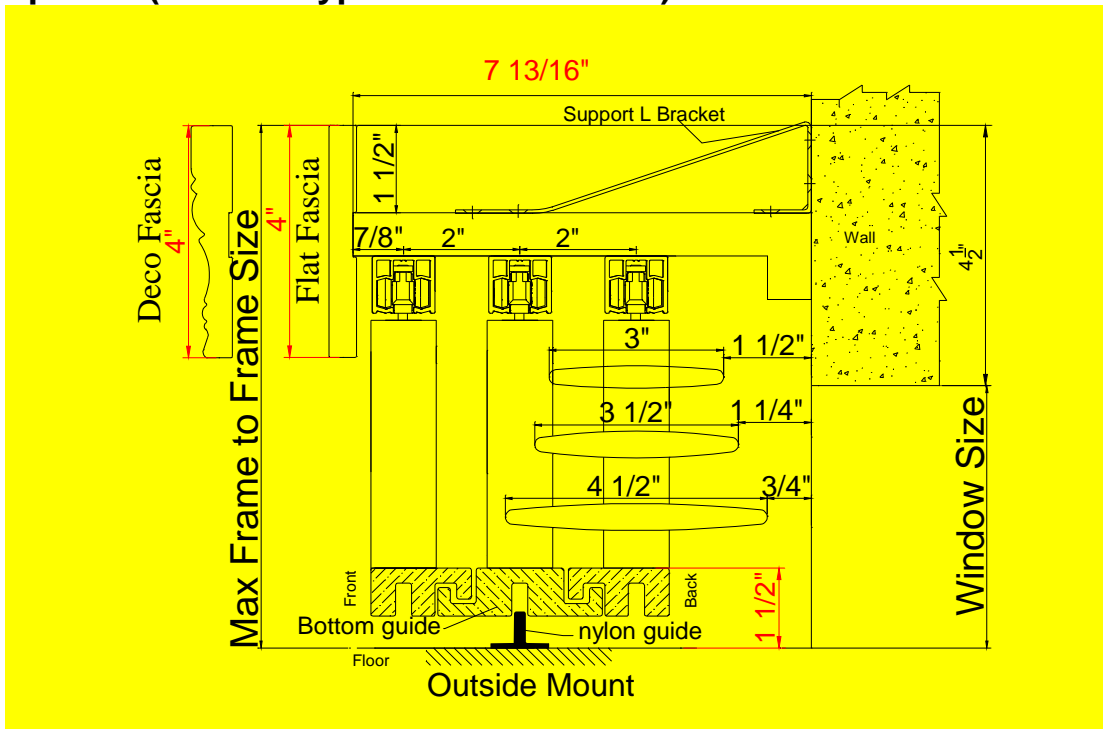 7 13/16"
Support L Bracket
1 1/2"
Deco Fascia
4"
Max Frame to Frame Size
4"
Flat Fascia
7/8"
2"
2"
Wall
4 1/2"
3"
1 1/2"
3 1/2"
1 1/4"
4 1/2"
3/4"
Window Size
Front
Back
1 1/2"
Bottom guide
nylon guide
Floor
Outside Mount